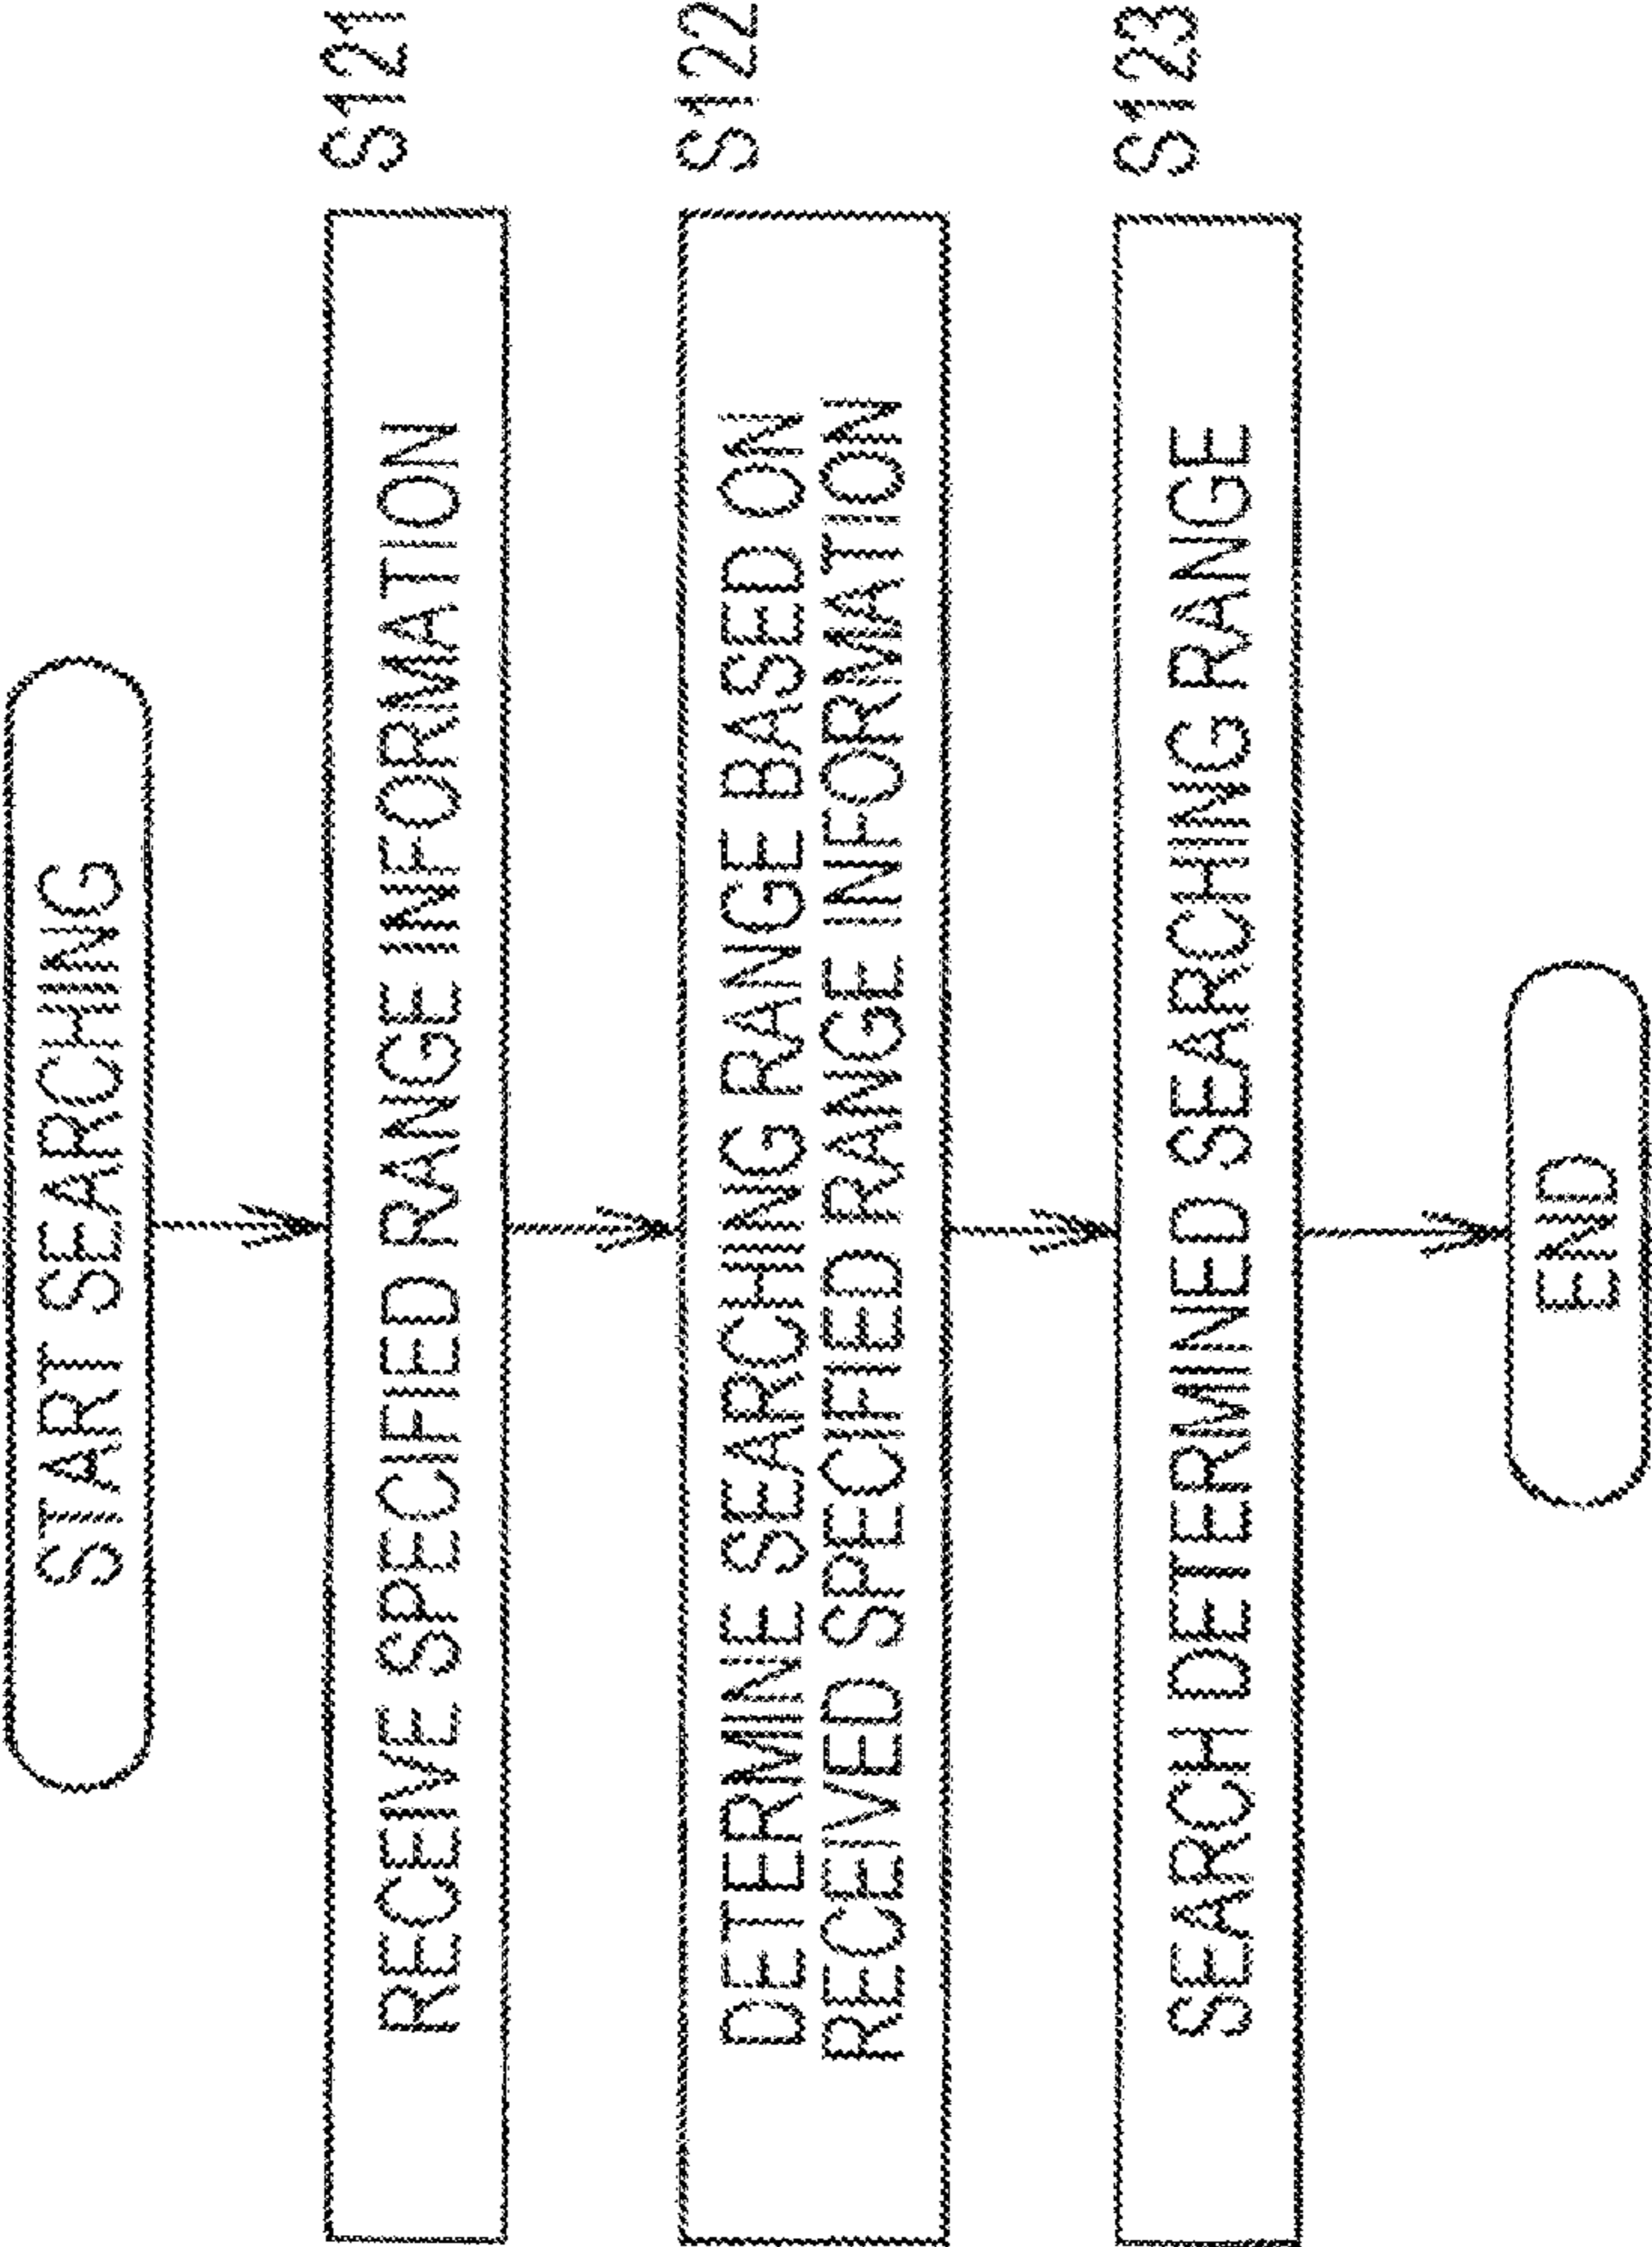 START SEARCHING
RECEIVE SPECIFIED RANGE INFORMATION
S121
DETERMINE SEARCHING RANGE BASED ON
RECEIVED SPECIFIED RANGE INFORMATION
S122
SEARCH DETERMINED SEARCHING RANGE
S123
END